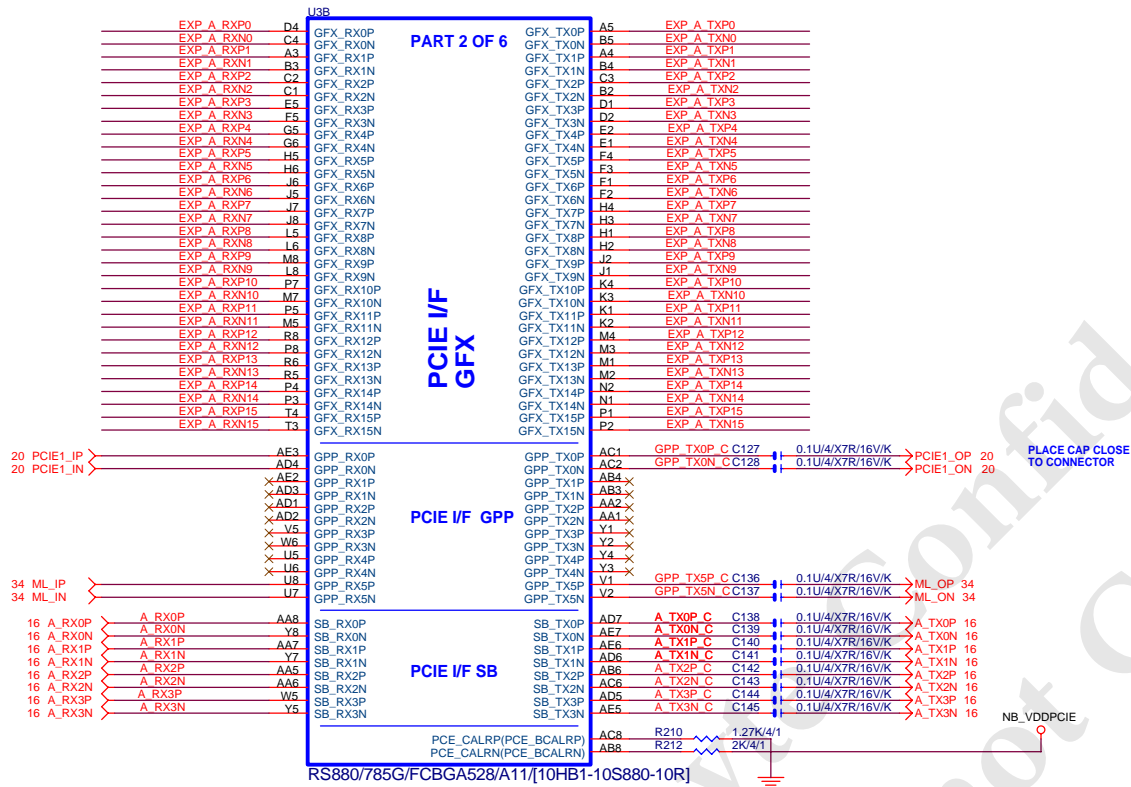 U3B
PART 2 OF 6
EXP_A_RXP0 D4 GFX_RX0P GFX_TX0P A5 EXP_A_TXP0
EXP_A_RXN0 C4 GFX_RX0N GFX_TX0N B5 EXP_A_TXN0
EXP_A_RXP1 A3 GFX_RX1P GFX_TX1P A4 EXP_A_TXP1
EXP_A_RXN1 B3 GFX_RX1N GFX_TX1N B4 EXP_A_TXN1
EXP_A_RXP2 C2 GFX_RX2P GFX_TX2P C3 EXP_A_TXP2
EXP_A_RXN2 C1 GFX_RX2N GFX_TX2N B2 EXP_A_TXN2
EXP_A_RXP3 E5 GFX_RX3P GFX_TX3P D1 EXP_A_TXP3
EXP_A_RXN3 F5 GFX_RX3N GFX_TX3N D2 EXP_A_TXN3
EXP_A_RXP4 G5 GFX_RX4P GFX_TX4P E2 EXP_A_TXP4
EXP_A_RXN4 G6 GFX_RX4N GFX_TX4N E1 EXP_A_TXN4
EXP_A_RXP5 H5 GFX_RX5P GFX_TX5P F4 EXP_A_TXP5
EXP_A_RXN5 H6 GFX_RX5N GFX_TX5N F3 EXP_A_TXN5
EXP_A_RXP6 J6 GFX_RX6P GFX_TX6P F1 EXP_A_TXP6
EXP_A_RXN6 J5 GFX_RX6N GFX_TX6N F2 EXP_A_TXN6
EXP_A_RXP7 J7 GFX_RX7P GFX_TX7P H4 EXP_A_TXP7
EXP_A_RXN7 J8 GFX_RX7N GFX_TX7N H3 EXP_A_TXN7
EXP_A_RXP8 L5 GFX_RX8P GFX_TX8P H1 EXP_A_TXP8
EXP_A_RXN8 L6 GFX_RX8N GFX_TX8N H2 EXP_A_TXN8
EXP_A_RXP9 M8 GFX_RX9P GFX_TX9P J2 EXP_A_TXP9
EXP_A_RXN9 L8 GFX_RX9N GFX_TX9N J1 EXP_A_TXN9
EXP_A_RXP10 P7 GFX_RX10P GFX_TX10P K4 EXP_A_TXP10
EXP_A_RXN10 M7 GFX_RX10N GFX_TX10N K3 EXP_A_TXN10
EXP_A_RXP11 P5 GFX_RX11P GFX_TX11P K1 EXP_A_TXP11
EXP_A_RXN11 M5 GFX_RX11N GFX_TX11N K2 EXP_A_TXN11
EXP_A_RXP12 R8 GFX_RX12P GFX_TX12P M4 EXP_A_TXP12
EXP_A_RXN12 P8 GFX_RX12N GFX_TX12N M3 EXP_A_TXN12
EXP_A_RXP13 R6 GFX_RX13P GFX_TX13P M1 EXP_A_TXP13
EXP_A_RXN13 R5 GFX_RX13N GFX_TX13N M2 EXP_A_TXN13
EXP_A_RXP14 P4 GFX_RX14P GFX_TX14P N2 EXP_A_TXP14
EXP_A_RXN14 P3 GFX_RX14N GFX_TX14N N1 EXP_A_TXN14
EXP_A_RXP15 T4 GFX_RX15P GFX_TX15P P1 EXP_A_TXP15
EXP_A_RXN15 T3 GFX_RX15N GFX_TX15N P2 EXP_A_TXN15
PCIE I/F
GFX
20 PCIE1_IP AE3 GPP_RX0P GPP_TX0P AC1 GPP_TX0P_C C127 0.1U/4/X7R/16V/K PCIE1_OP 20
20 PCIE1_IN AD4 GPP_RX0N GPP_TX0N AC2 GPP_TX0N_C C128 0.1U/4/X7R/16V/K PCIE1_ON 20
PLACE CAP CLOSE
TO CONNECTOR
AE2 GPP_RX1P GPP_TX1P AB4
AD3 GPP_RX1N GPP_TX1N AB3
AD1 GPP_RX2P GPP_TX2P AA2
AD2 GPP_RX2N GPP_TX2N AA1
PCIE I/F GPP
V5 GPP_RX3P GPP_TX3P Y1
W6 GPP_RX3N GPP_TX3N Y2
U5 GPP_RX4P GPP_TX4P Y4
U6 GPP_RX4N GPP_TX4N Y3
34 ML_IP U8 GPP_RX5P GPP_TX5P V1 GPP_TX5P_C C136 0.1U/4/X7R/16V/K ML_OP 34
34 ML_IN U7 GPP_RX5N GPP_TX5N V2 GPP_TX5N_C C137 0.1U/4/X7R/16V/K ML_ON 34
16 A_RX0P A_RX0P AA8 SB_RX0P SB_TX0P AD7 A_TX0P_C C138 0.1U/4/X7R/16V/K A_TX0P 16
16 A_RX0N A_RX0N Y8 SB_RX0N SB_TX0N AE7 A_TX0N_C C139 0.1U/4/X7R/16V/K A_TX0N 16
16 A_RX1P A_RX1P AA7 SB_RX1P SB_TX1P AE6 A_TX1P_C C140 0.1U/4/X7R/16V/K A_TX1P 16
16 A_RX1N A_RX1N Y7 SB_RX1N SB_TX1N AD6 A_TX1N_C C141 0.1U/4/X7R/16V/K A_TX1N 16
16 A_RX2P A_RX2P AA5 SB_RX2P PCIE I/F SB SB_TX2P AB6 A_TX2P_C C142 0.1U/4/X7R/16V/K A_TX2P 16
16 A_RX2N A_RX2N AA6 SB_RX2N SB_TX2N AC6 A_TX2N_C C143 0.1U/4/X7R/16V/K A_TX2N 16
16 A_RX3P A_RX3P W5 SB_RX3P SB_TX3P AD5 A_TX3P_C C144 0.1U/4/X7R/16V/K A_TX3P 16
16 A_RX3N A_RX3N Y5 SB_RX3N SB_TX3N AE5 A_TX3N_C C145 0.1U/4/X7R/16V/K A_TX3N 16
NB_VDDPCIE
PCE_CALRP(PCE_BCALRP) AC8 R210 1.27K/4/1
PCE_CALRN(PCE_BCALRN) AB8 R212 2K/4/1
RS880/785G/FCBGA528/A11/[10HB1-10S880-10R]